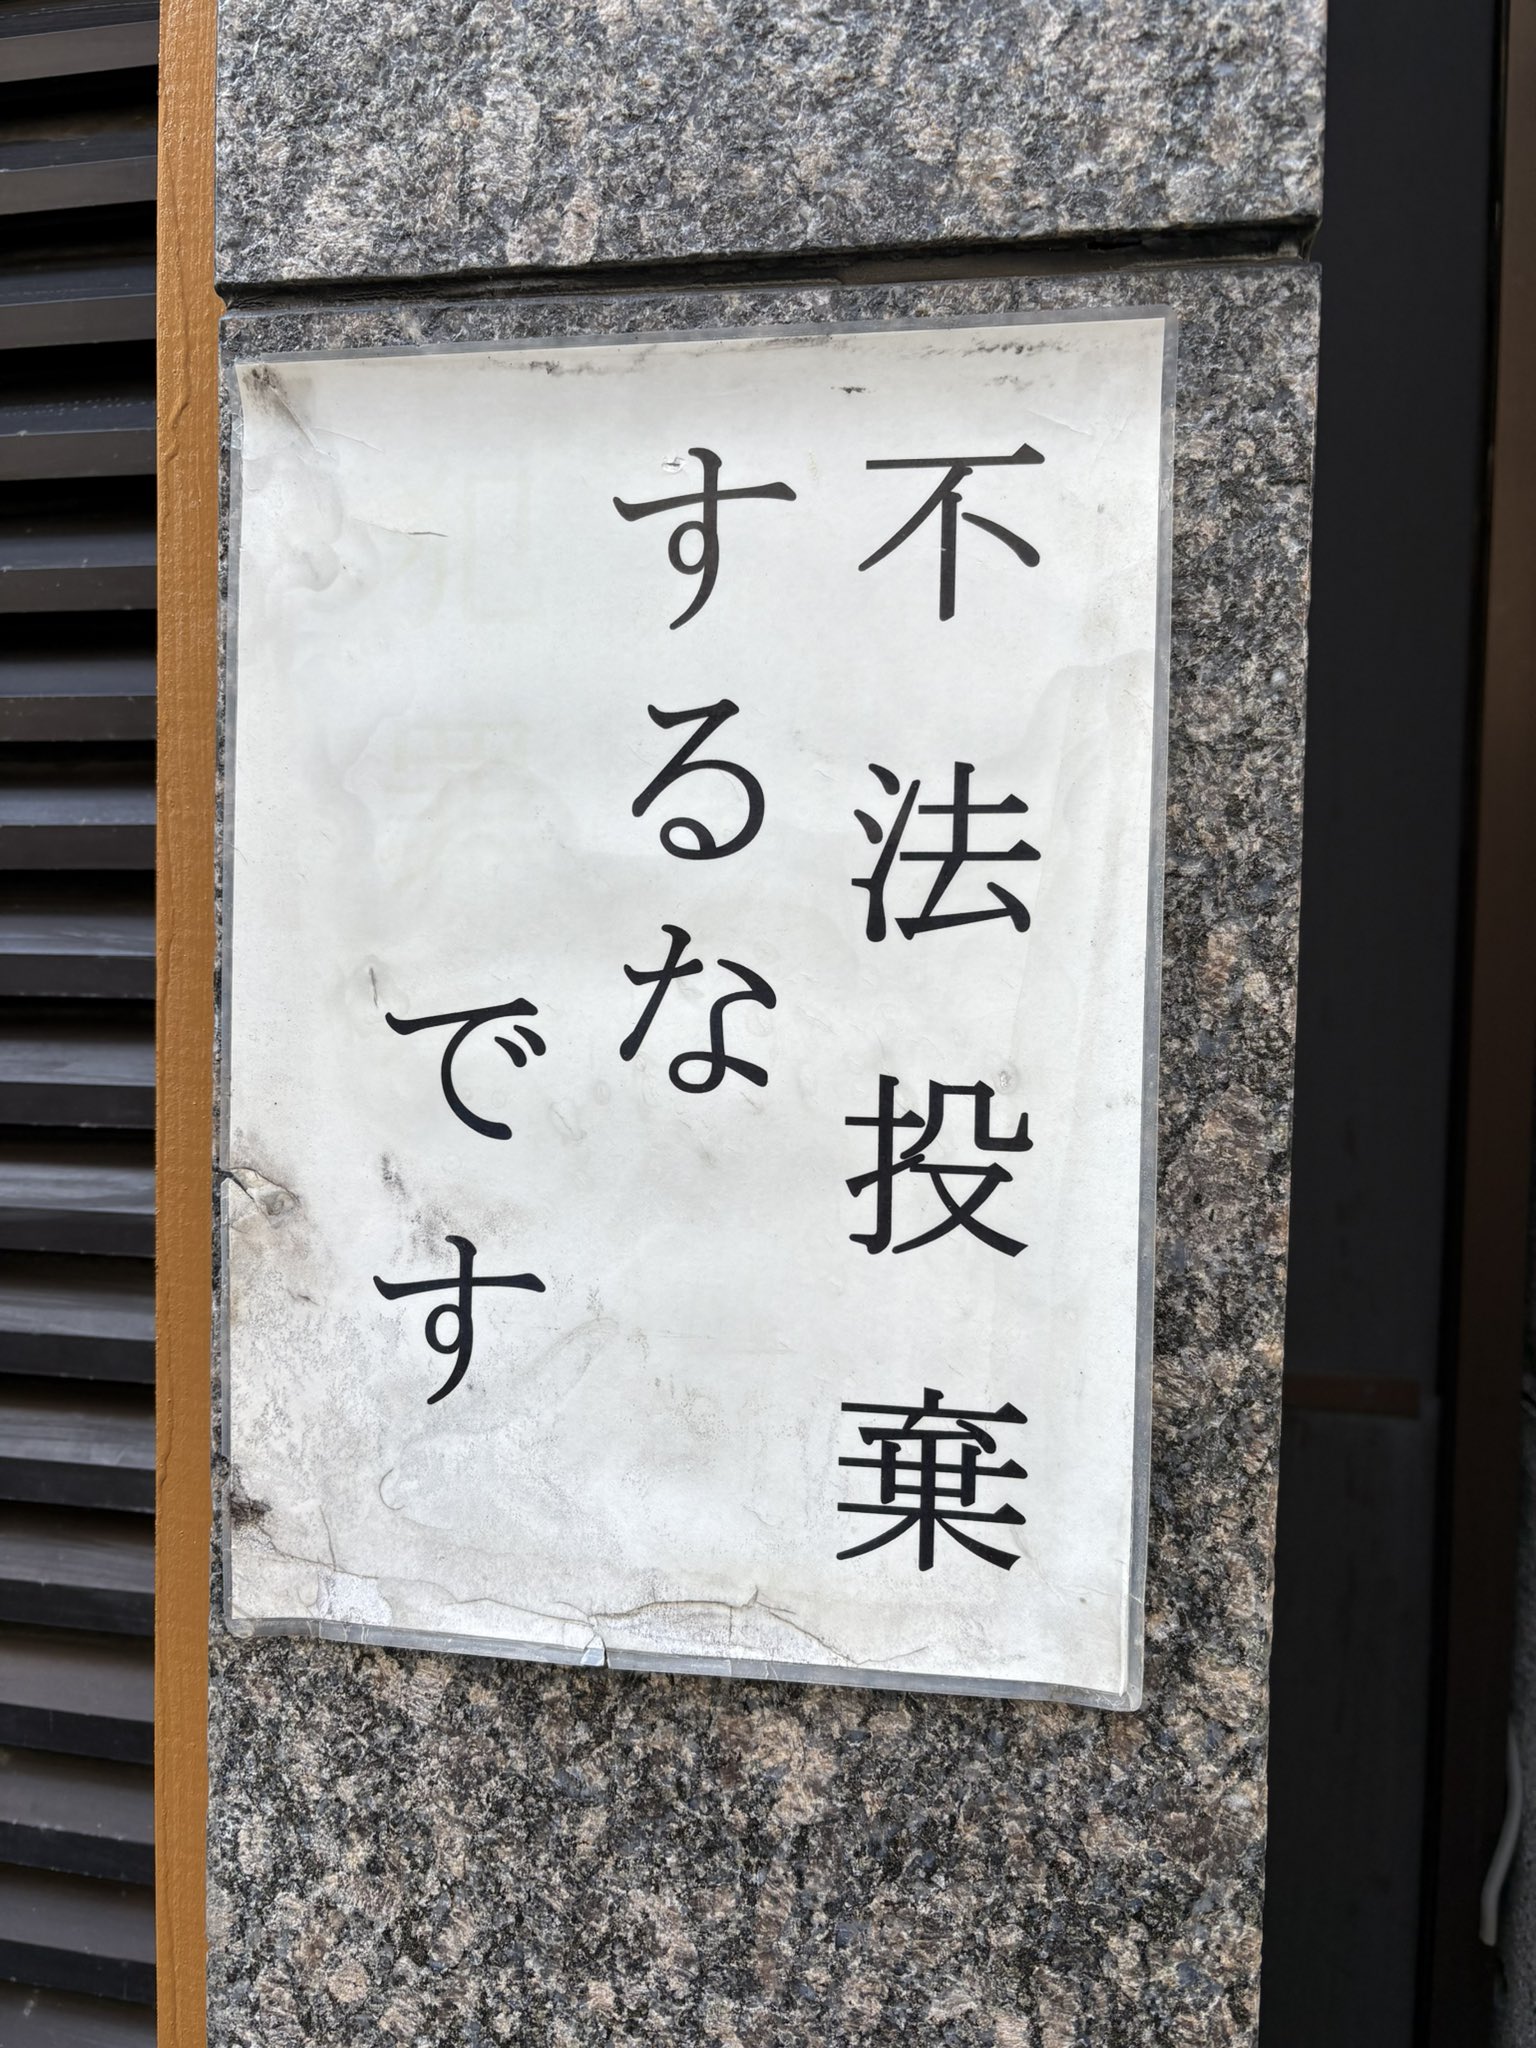 不法投棄
するな
です